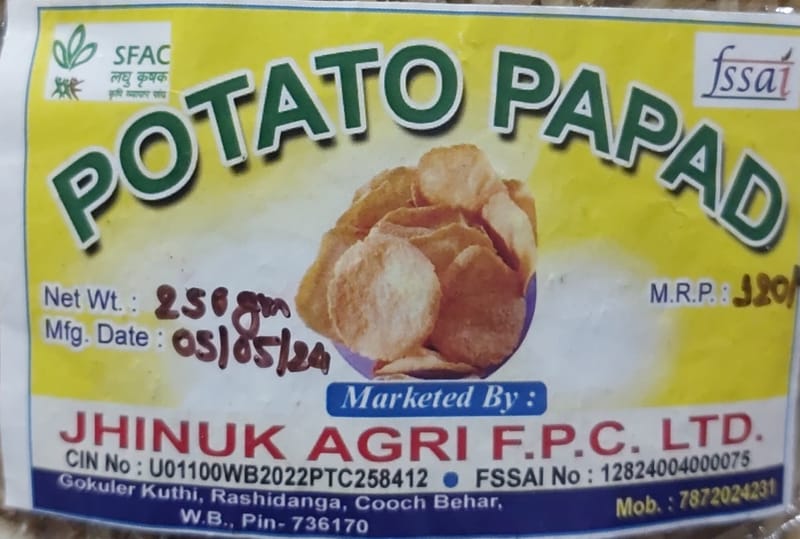 SFAC
लघु कृषक
कृषि व्यापार संघ
fssai
POTATO PAPAD
Net Wt. : 250 gm
M.R.P. : 120/
Mfg. Date : 05/05/24
Marketed By :
JHINUK AGRI F.P.C. LTD.
CIN No : U01100WB2022PTC258412 • FSSAI No : 12824004000075
Gokuler Kuthi, Rashidanga, Cooch Behar,
W.B., Pin- 736170
Mob. : 7872024231